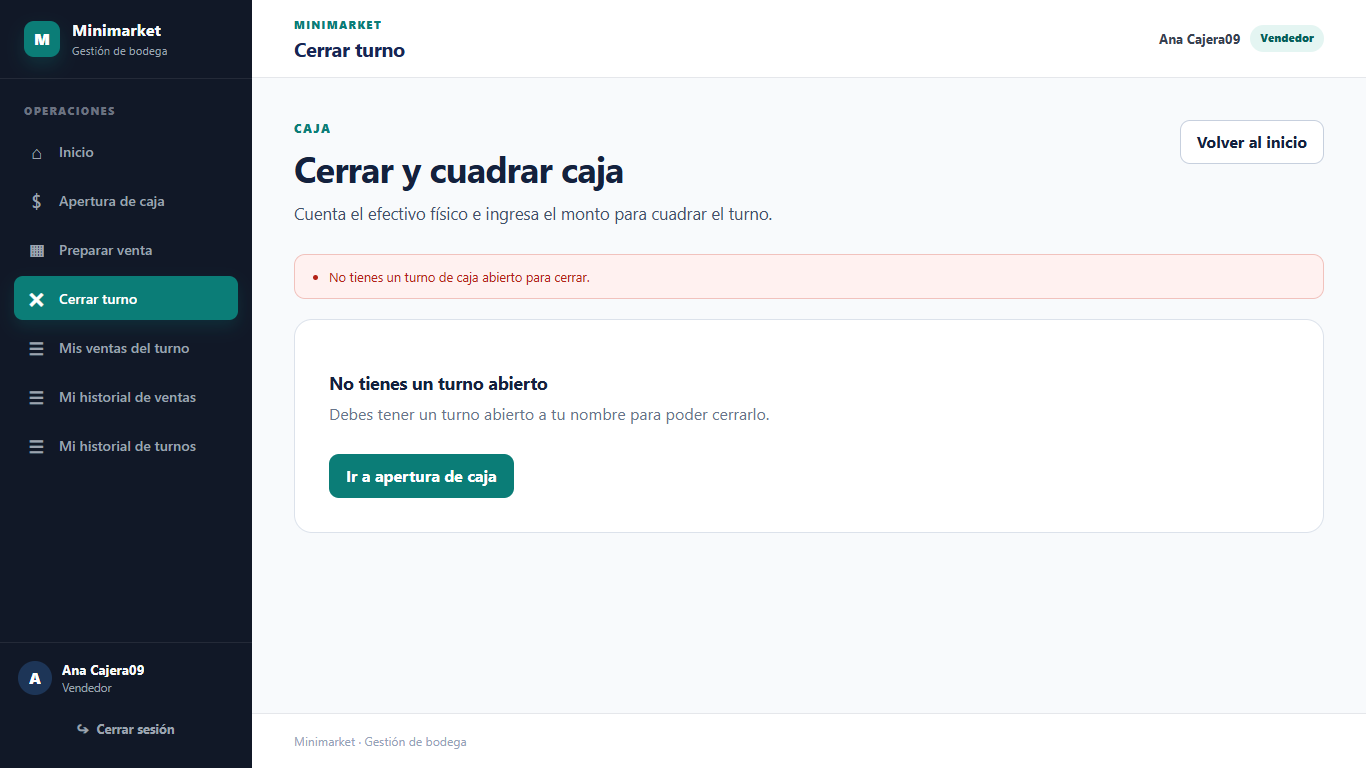 M
Minimarket
Gestión de bodega
OPERACIONES
Inicio
$ Apertura de caja
Preparar venta
Cerrar turno
Mis ventas del turno
Mi historial de ventas
Mi historial de turnos
A
Ana Cajera09
Vendedor
Cerrar sesión
MINIMARKET
Cerrar turno
Ana Cajera09 Vendedor
CAJA
Volver al inicio
Cerrar y cuadrar caja
Cuenta el efectivo físico e ingresa el monto para cuadrar el turno.
• No tienes un turno de caja abierto para cerrar.
No tienes un turno abierto
Debes tener un turno abierto a tu nombre para poder cerrarlo.
Ir a apertura de caja
Minimarket · Gestión de bodega